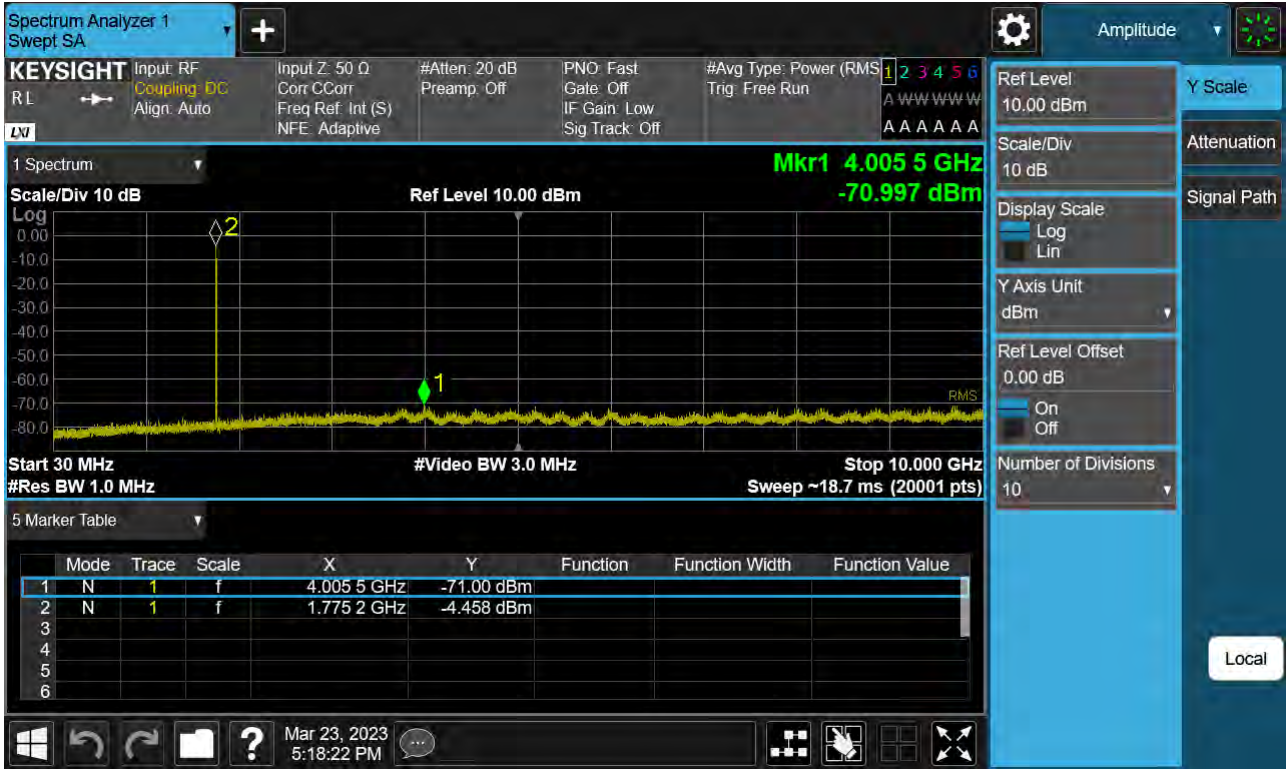 Spectrum Analyzer 1
Swept SA
Amplitude
KEYSIGHT
R L
LXI
Input: RF
Coupling: DC
Align: Auto
Input Z: 50 Ω
Corr CCorr
Freq Ref: Int (S)
NFE: Adaptive
#Atten: 20 dB
Preamp: Off
PNO: Fast
Gate: Off
IF Gain: Low
Sig Track: Off
#Avg Type: Power (RMS
Trig: Free Run
1 2 3 4 5 6
A W W W W W
A A A A A A
1 Spectrum
Mkr1 4.005 5 GHz
-70.997 dBm
Scale/Div 10 dB
Ref Level 10.00 dBm
Log
0.00
-10.0
-20.0
-30.0
-40.0
-50.0
-60.0
-70.0
-80.0
2
1
RMS
Start 30 MHz
#Video BW 3.0 MHz
Stop 10.000 GHz
#Res BW 1.0 MHz
Sweep ~18.7 ms (20001 pts)
5 Marker Table
Mode Trace Scale X Y Function Function Width Function Value
1 N 1 f 4.005 5 GHz -71.00 dBm
2 N 1 f 1.775 2 GHz -4.458 dBm
3
4
5
6
Ref Level
10.00 dBm
Scale/Div
10 dB
Display Scale
Log
Lin
Y Axis Unit
dBm
Ref Level Offset
0.00 dB
On
Off
Number of Divisions
10
Y Scale
Attenuation
Signal Path
Local
?
Mar 23, 2023
5:18:22 PM